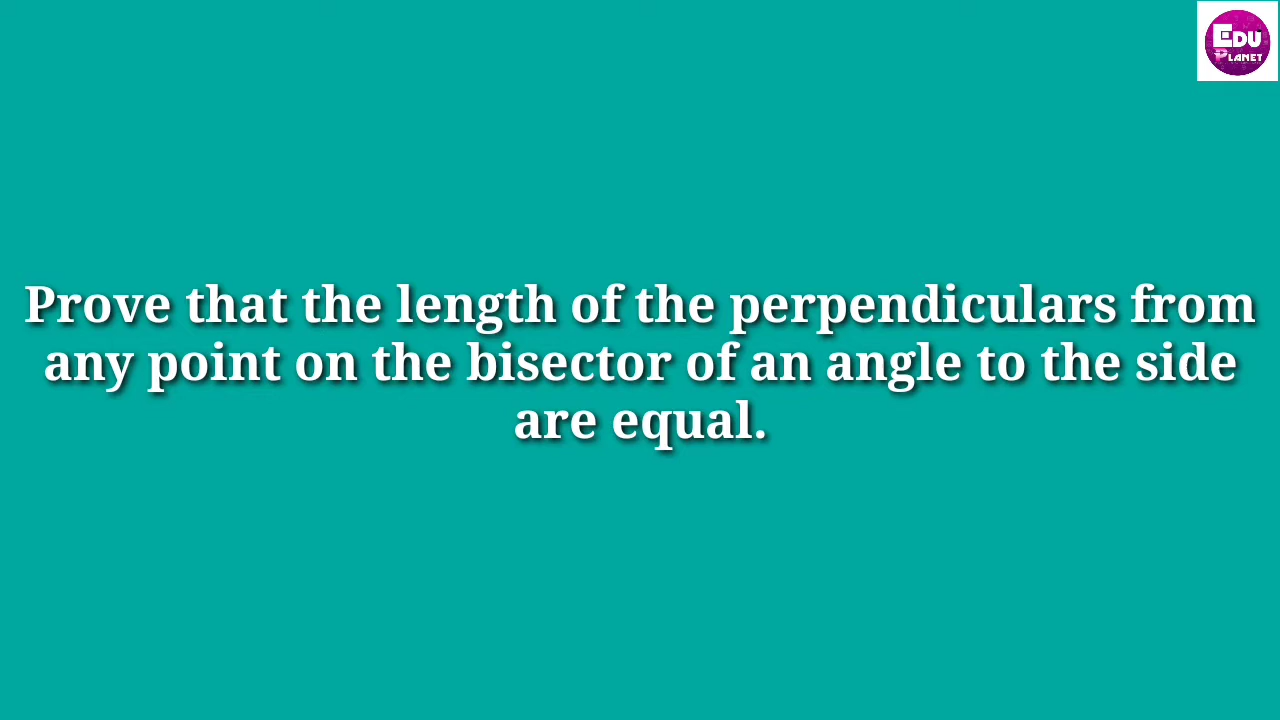 EDU
PLANET
Prove that the length of the perpendiculars from
any point on the bisector of an angle to the side
are equal.